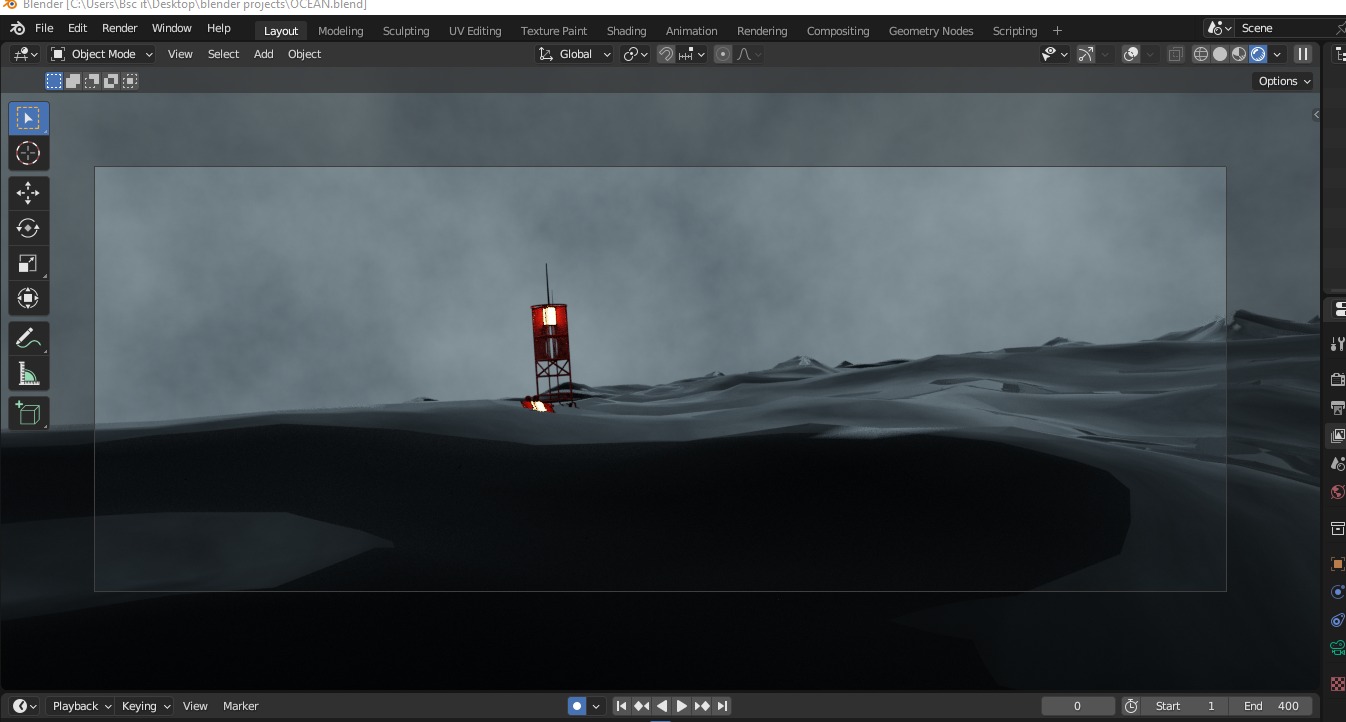 Blender [C:\Users\Bsc it\Desktop\blender projects\OCEAN.blend]
File Edit Render Window Help Layout Modeling Sculpting UV Editing Texture Paint Shading Animation Rendering Compositing Geometry Nodes Scripting + Scene
Object Mode View Select Add Object Global
Options
Playback Keying View Marker 0 Start 1 End 400